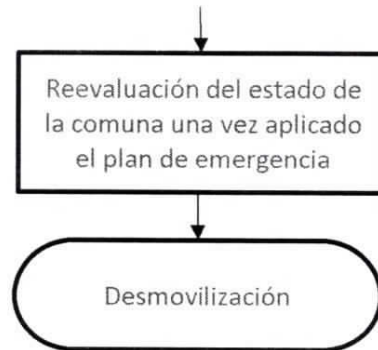 Reevaluación del estado de
la comuna una vez aplicado
el plan de emergencia
Desmovilización